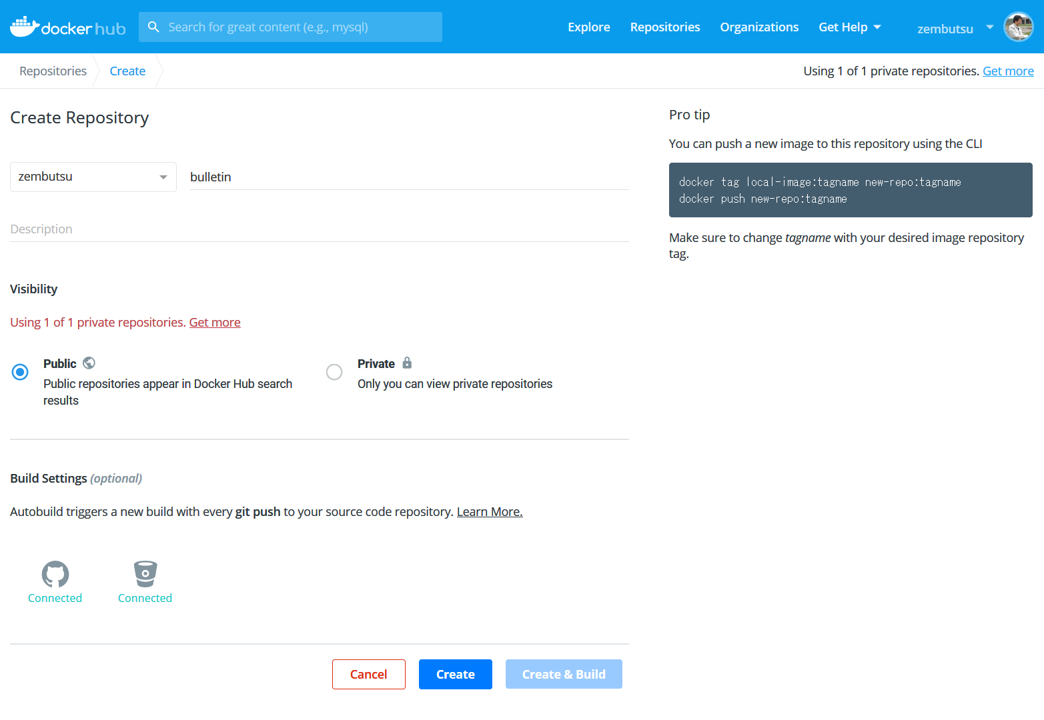 docker hub
Search for great content (e.g., mysql)
Explore
Repositories
Organizations
Get Help
zembutsu
Repositories
Create
Using 1 of 1 private repositories. Get more
Create Repository
zembutsu
bulletin
Description
Visibility
Using 1 of 1 private repositories. Get more
Public
Public repositories appear in Docker Hub search
results
Private
Only you can view private repositories
Build Settings (optional)
Autobuild triggers a new build with every git push to your source code repository. Learn More.
Connected
Connected
Cancel
Create
Create & Build
Pro tip
You can push a new image to this repository using the CLI
docker tag local-image:tagname new-repo:tagname
docker push new-repo:tagname
Make sure to change tagname with your desired image repository
tag.